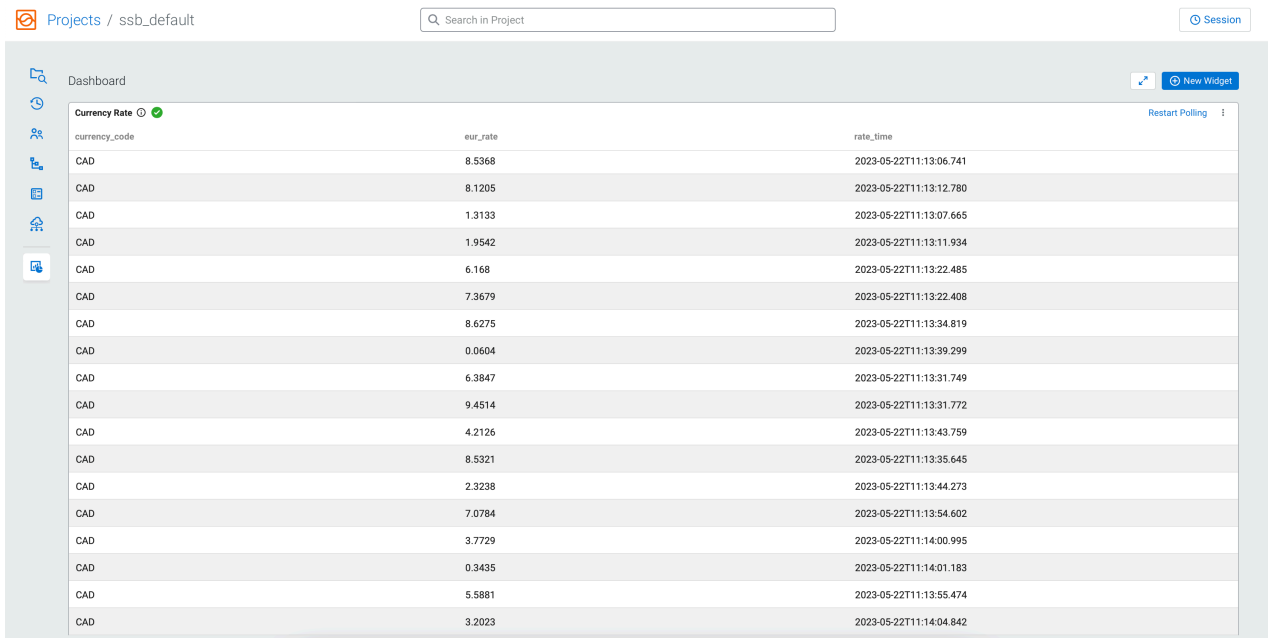 Projects / ssb_default
Search in Project
Session
Dashboard
New Widget
Currency Rate
Restart Polling
currency_code eur_rate rate_time
CAD 8.5368 2023-05-22T11:13:06.741
CAD 8.1205 2023-05-22T11:13:12.780
CAD 1.3133 2023-05-22T11:13:07.665
CAD 1.9542 2023-05-22T11:13:11.934
CAD 6.168 2023-05-22T11:13:22.485
CAD 7.3679 2023-05-22T11:13:22.408
CAD 8.6275 2023-05-22T11:13:34.819
CAD 0.0604 2023-05-22T11:13:39.299
CAD 6.3847 2023-05-22T11:13:31.749
CAD 9.4514 2023-05-22T11:13:31.772
CAD 4.2126 2023-05-22T11:13:43.759
CAD 8.5321 2023-05-22T11:13:35.645
CAD 2.3238 2023-05-22T11:13:44.273
CAD 7.0784 2023-05-22T11:13:54.602
CAD 3.7729 2023-05-22T11:14:00.995
CAD 0.3435 2023-05-22T11:14:01.183
CAD 5.5881 2023-05-22T11:13:55.474
CAD 3.2023 2023-05-22T11:14:04.842